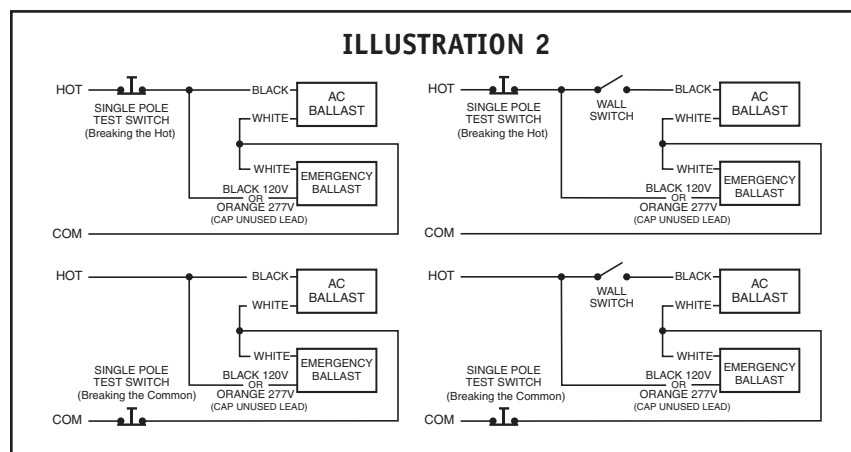 ILLUSTRATION 2
HOT
SINGLE POLE
TEST SWITCH
(Breaking the Hot)
BLACK
AC
BALLAST
WHITE
WHITE
EMERGENCY
BALLAST
BLACK 120V
OR
ORANGE 277V
(CAP UNUSED LEAD)
COM
HOT
SINGLE POLE
TEST SWITCH
(Breaking the Hot)
WALL
SWITCH
BLACK
AC
BALLAST
WHITE
WHITE
EMERGENCY
BALLAST
BLACK 120V
OR
ORANGE 277V
(CAP UNUSED LEAD)
COM
HOT
BLACK
AC
BALLAST
WHITE
WHITE
EMERGENCY
BALLAST
SINGLE POLE
TEST SWITCH
(Breaking the Common)
BLACK 120V
OR
ORANGE 277V
(CAP UNUSED LEAD)
COM
HOT
WALL
SWITCH
BLACK
AC
BALLAST
WHITE
WHITE
EMERGENCY
BALLAST
SINGLE POLE
TEST SWITCH
(Breaking the Common)
BLACK 120V
OR
ORANGE 277V
(CAP UNUSED LEAD)
COM